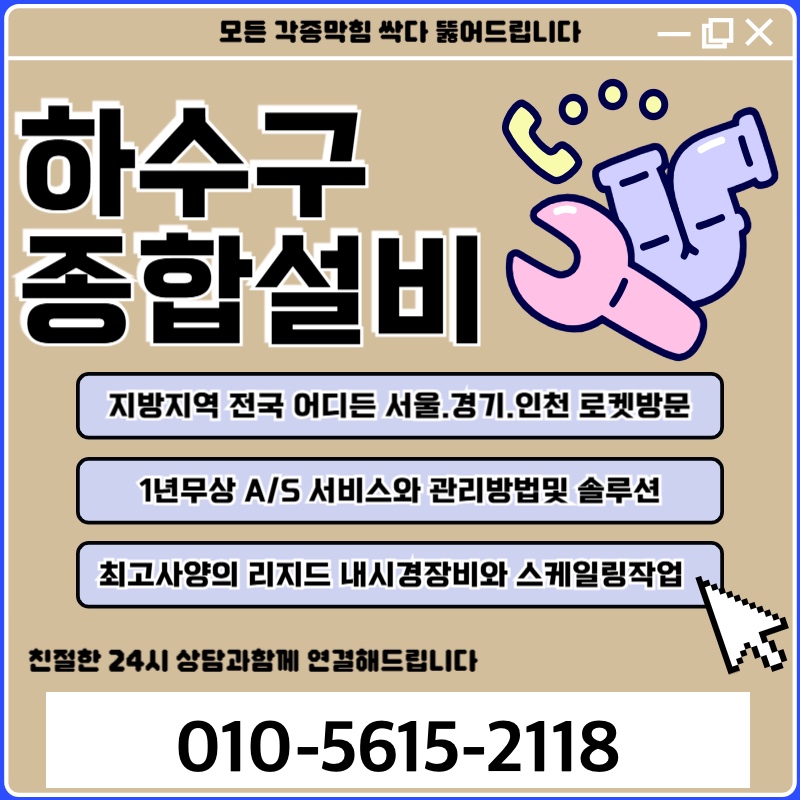 모든 각종막힘 싹다 뚫어드립니다
하수구
종합설비
지방지역 전국 어디든 서울.경기.인천 로켓방문
1년무상 A/S 서비스와 관리방법및 솔루션
최고사양의 리지드 내시경장비와 스케일링작업
친절한 24시 상담과함께 연결해드립니다
010-5615-2118